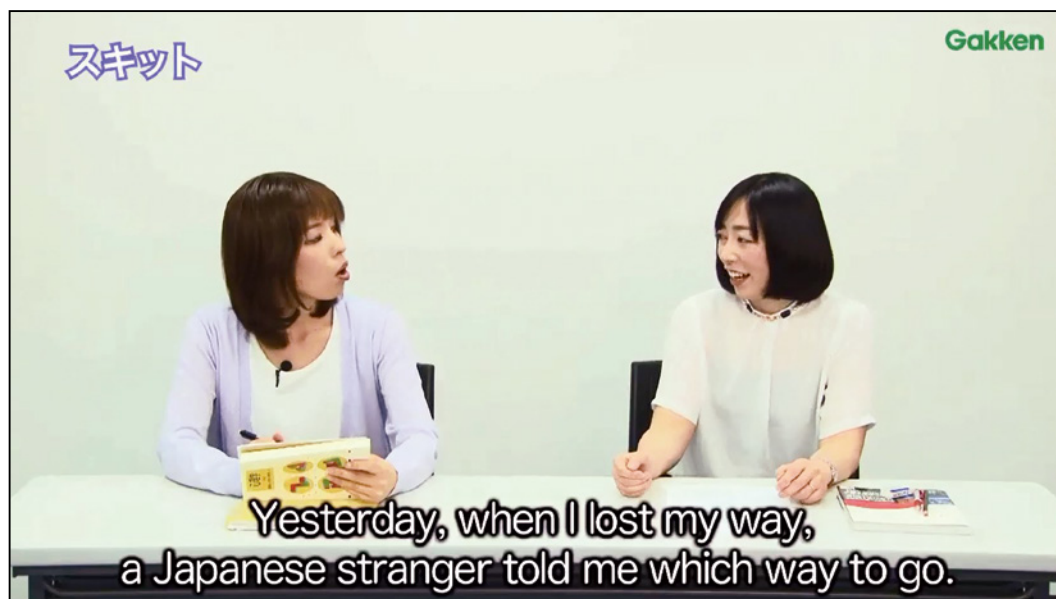 スキット
Gakken
Yesterday, when I lost my way,
a Japanese stranger told me which way to go.